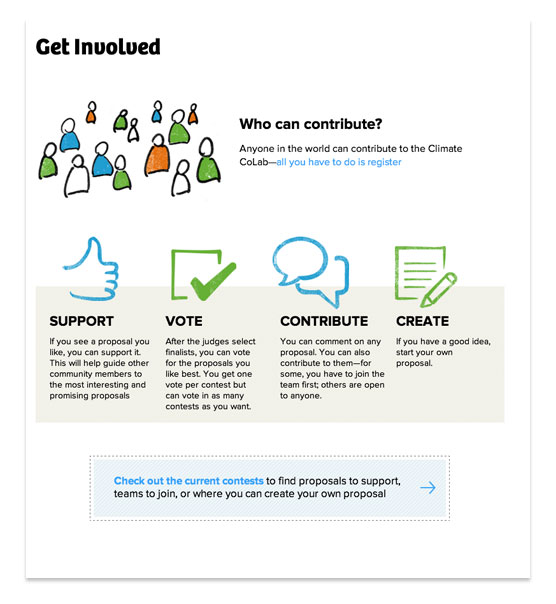 Get Involved
Who can contribute?
Anyone in the world can contribute to the Climate
CoLab—all you have to do is register
SUPPORT
If you see a proposal you
like, you can support it.
This will help guide other
community members to
the most interesting and
promising proposals
VOTE
After the judges select
finalists, you can vote
for the proposals you
like best. You get one
vote per contest but
can vote in as many
contests as you want.
CONTRIBUTE
You can comment on any
proposal. You can also
contribute to them—for
some, you have to join the
team first; others are open
to anyone.
CREATE
If you have a good idea,
start your own
proposal.
Check out the current contests to find proposals to support,
teams to join, or where you can create your own proposal